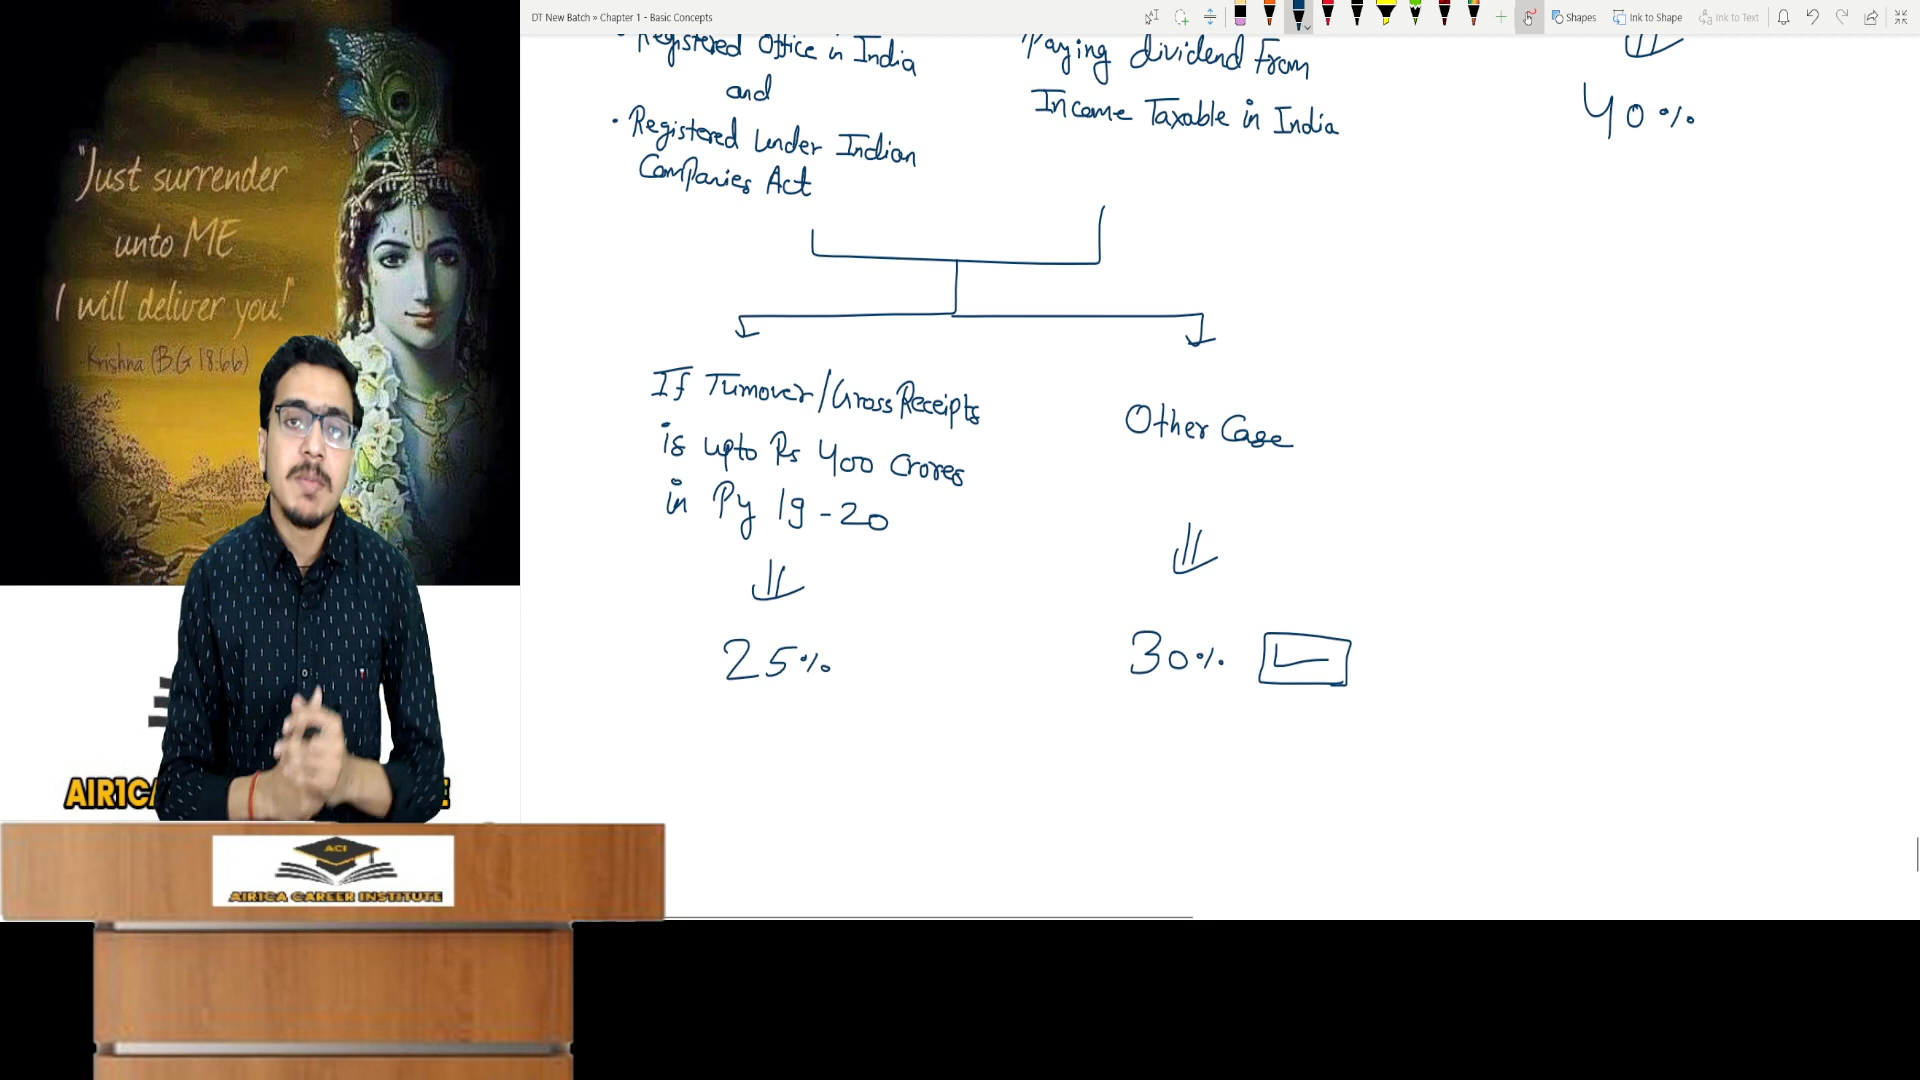 DT New Batch » Chapter 1 - Basic Concepts
Shapes
Ink to Shape
Ink to Text
"Just surrender
unto ME
I will deliver you!"
- Krishna (B.G 18:66)
• Registered Office in India
and
• Registered Under Indian
Companies Act
Paying dividend from
Income Taxable in India
40%
If Turnover/Gross Receipts
is upto Rs 400 Crores
in Py 19-20
25%
Other Case
30%
AIR1CA
E
ACI
AIR1CA CAREER INSTITUTE